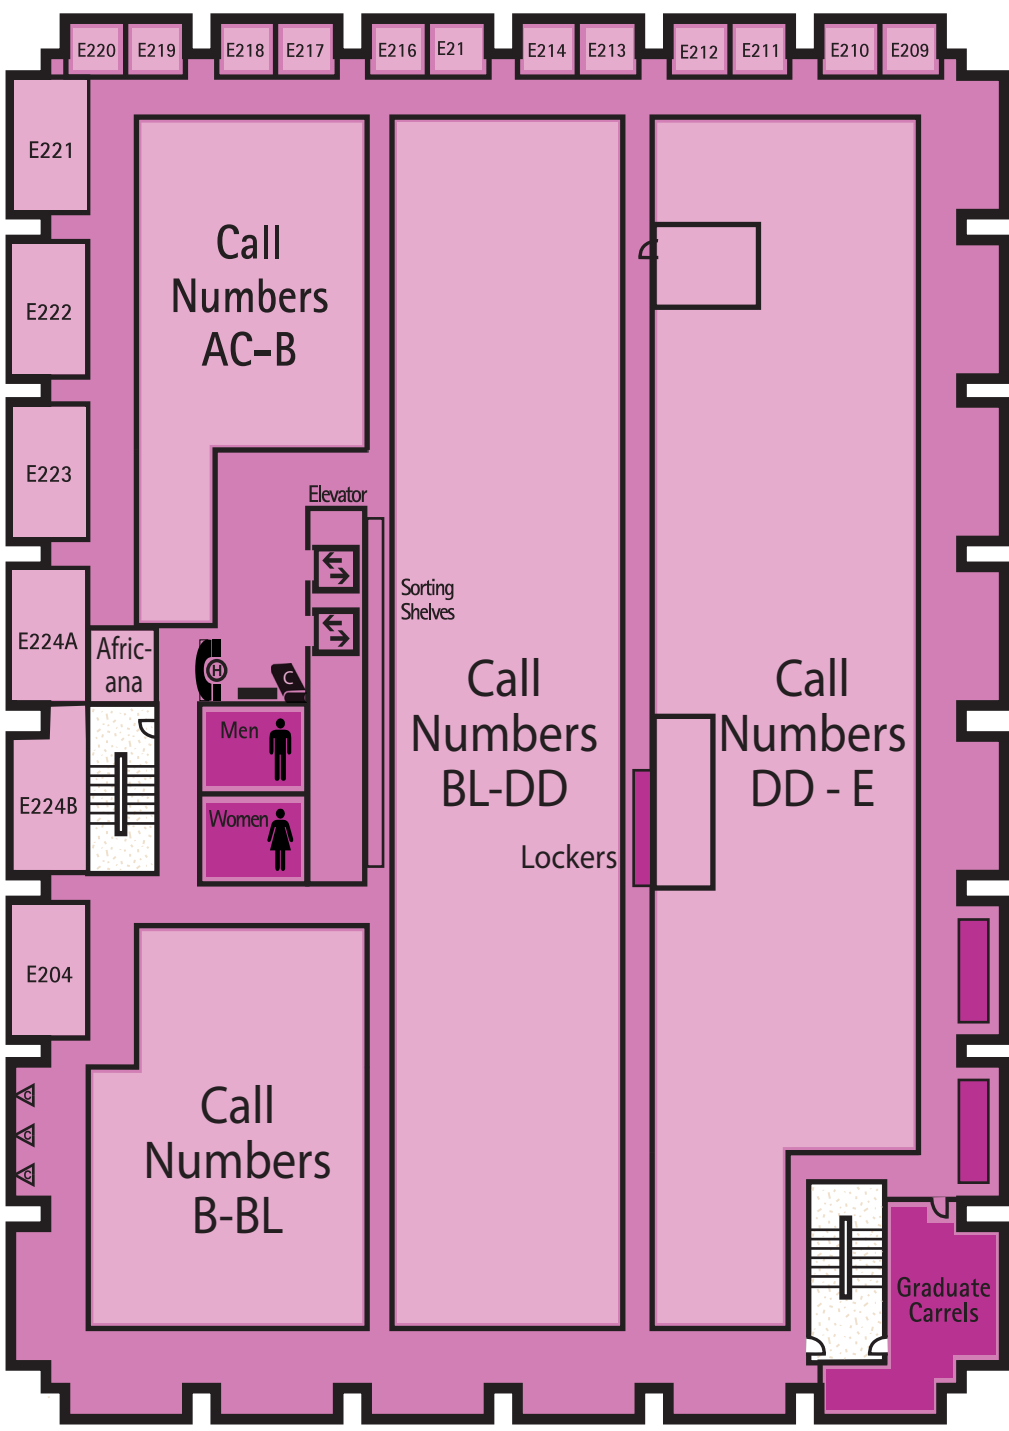 E220 E219 E218 E217 E216 E21 E214 E213 E212 E211 E210 E209
E221
Call
Numbers
AC-B
E222
E223
Elevator
Sorting
Shelves
E224A
Afric-
ana
H
C
Men
Women
E224B
Call
Numbers
BL-DD
Call
Numbers
DD - E
Lockers
E204
C
C
C
Call
Numbers
B-BL
Graduate
Carrels